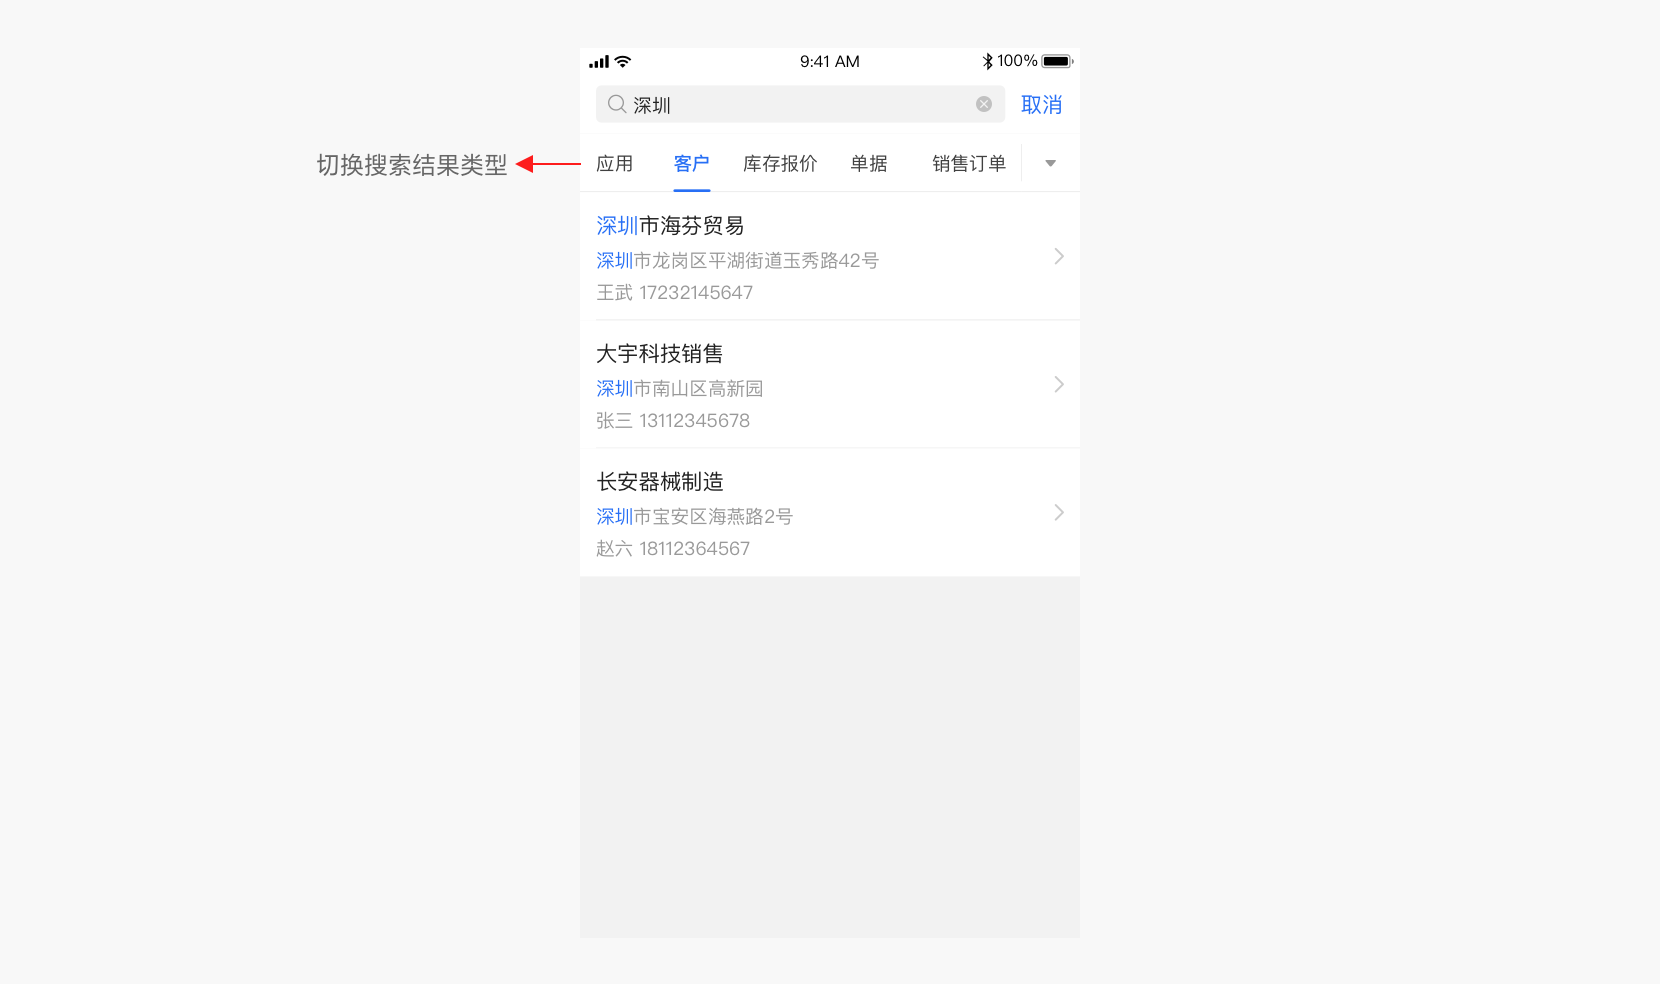 9:41 AM
100%
深圳
取消
切换搜索结果类型
应用 客户 库存报价 单据 销售订单
深圳市海芬贸易
深圳市龙岗区平湖街道玉秀路42号
王武 17232145647
大宇科技销售
深圳市南山区高新园
张三 13112345678
长安器械制造
深圳市宝安区海燕路2号
赵六 18112364567